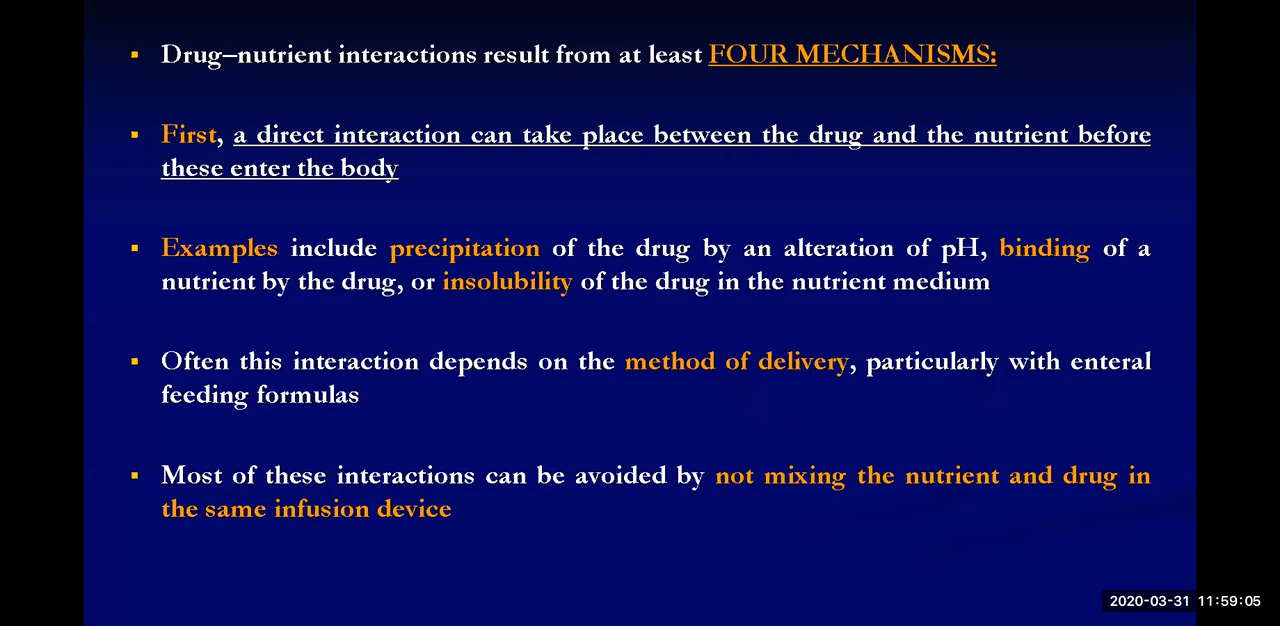 ▪ Drug–nutrient interactions result from at least FOUR MECHANISMS:
▪ First, a direct interaction can take place between the drug and the nutrient before
these enter the body
▪ Examples include precipitation of the drug by an alteration of pH, binding of a
nutrient by the drug, or insolubility of the drug in the nutrient medium
▪ Often this interaction depends on the method of delivery, particularly with enteral
feeding formulas
▪ Most of these interactions can be avoided by not mixing the nutrient and drug in
the same infusion device
2020-03-31 11:59:05